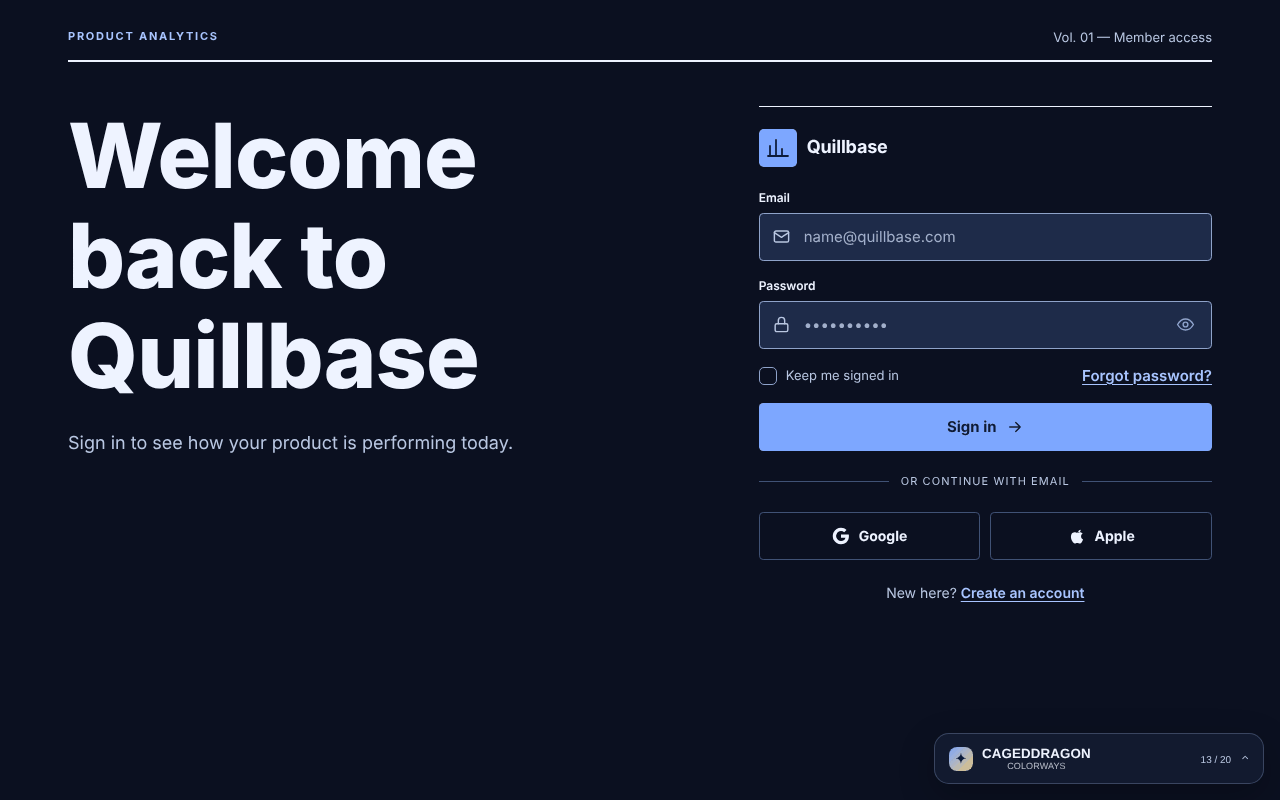 PRODUCT ANALYTICS
Vol. 01 — Member access
Welcome
back to
Quillbase
Sign in to see how your product is performing today.
Quillbase
Email
name@quillbase.com
Password
••••••••••
Keep me signed in
Forgot password?
Sign in →
OR CONTINUE WITH EMAIL
Google
Apple
New here? Create an account
CAGEDDRAGON
COLORWAYS
13 / 20